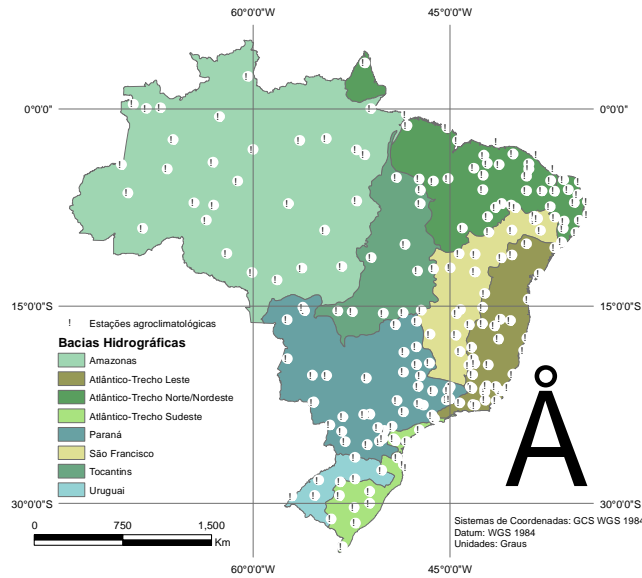 60°0'0"W 45°0'0"W
0°0'0" 0°0'0"
15°0'0"S 15°0'0"S
! Estações agroclimatológicas
Bacias Hidrográficas
Amazonas
Atlântico-Trecho Leste
Atlântico-Trecho Norte/Nordeste
Atlântico-Trecho Sudeste
Paraná
São Francisco
Tocantins
Uruguai
Å
30°0'0"S 30°0'0"S
0 750 1,500
Km
Sistemas de Coordenadas: GCS WGS 1984
Datum: WGS 1984
Unidades: Graus
60°0'0"W 45°0'0"W